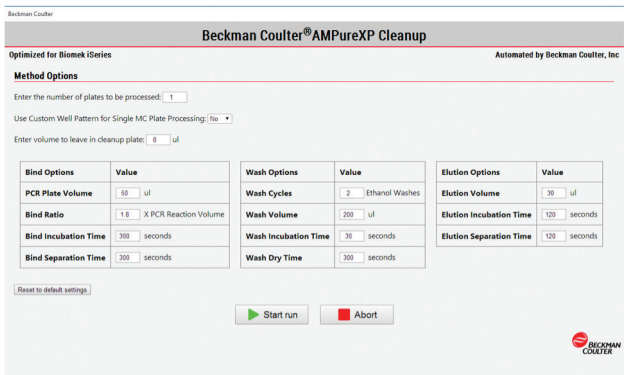 Beckman Coulter
Beckman Coulter®AMPureXP Cleanup
Optimized for Biomek iSeries
Automated by Beckman Coulter, Inc
Method Options
Enter the number of plates to be processed: 1
Use Custom Well Pattern for Single MC Plate Processing: No
Enter volume to leave in cleanup plate: 0 ul
Bind Options Value
PCR Plate Volume 50 ul
Bind Ratio 1.8 X PCR Reaction Volume
Bind Incubation Time 300 seconds
Bind Separation Time 300 seconds
Wash Options Value
Wash Cycles 2 Ethanol Washes
Wash Volume 200 ul
Wash Incubation Time 30 seconds
Wash Dry Time 300 seconds
Elution Options Value
Elution Volume 30 ul
Elution Incubation Time 120 seconds
Elution Separation Time 120 seconds
Reset to default settings
Start run
Abort
BECKMAN
COULTER